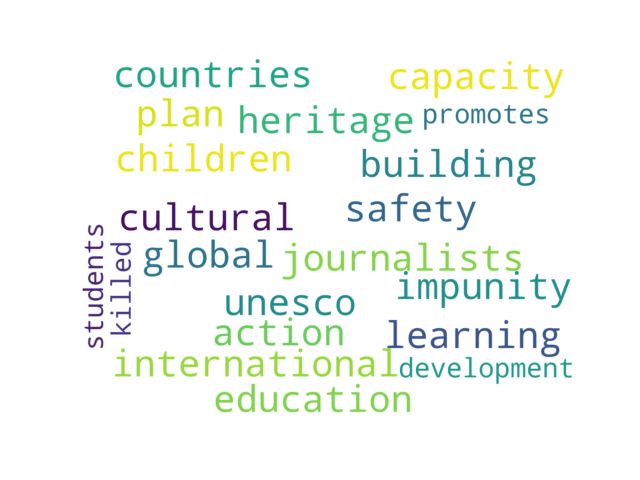 countries
capacity
plan
heritage
promotes
children
building
cultural
safety
students
killed
global
journalists
impunity
unesco
action
learning
international
development
education